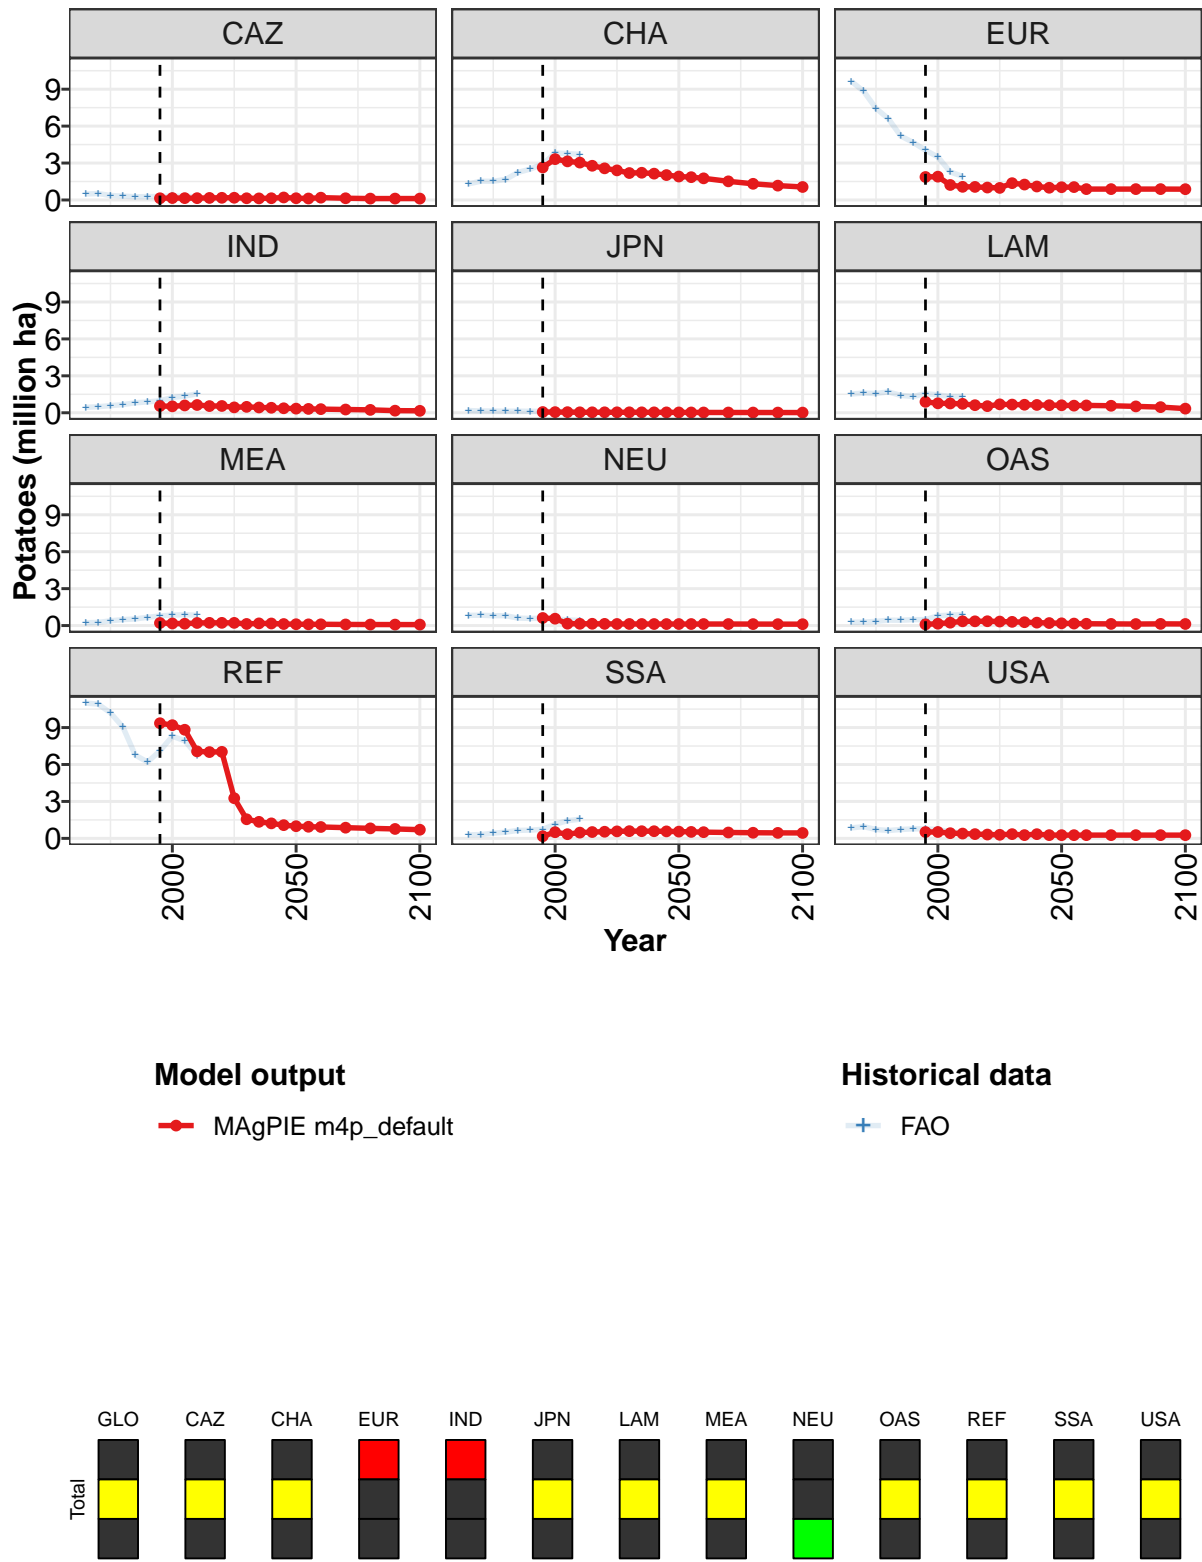 CAZ CHA EUR
9
6
3
0
IND JPN LAM
9
6
3
0
MEA NEU OAS
9
6
3
0
REF SSA USA
9
6
3
0
Potatoes (million ha)
2000 2050 2100 2000 2050 2100 2000 2050 2100
Year
Model output Historical data
MAgPIE m4p_default FAO
GLO CAZ CHA EUR IND JPN LAM MEA NEU OAS REF SSA USA
Total